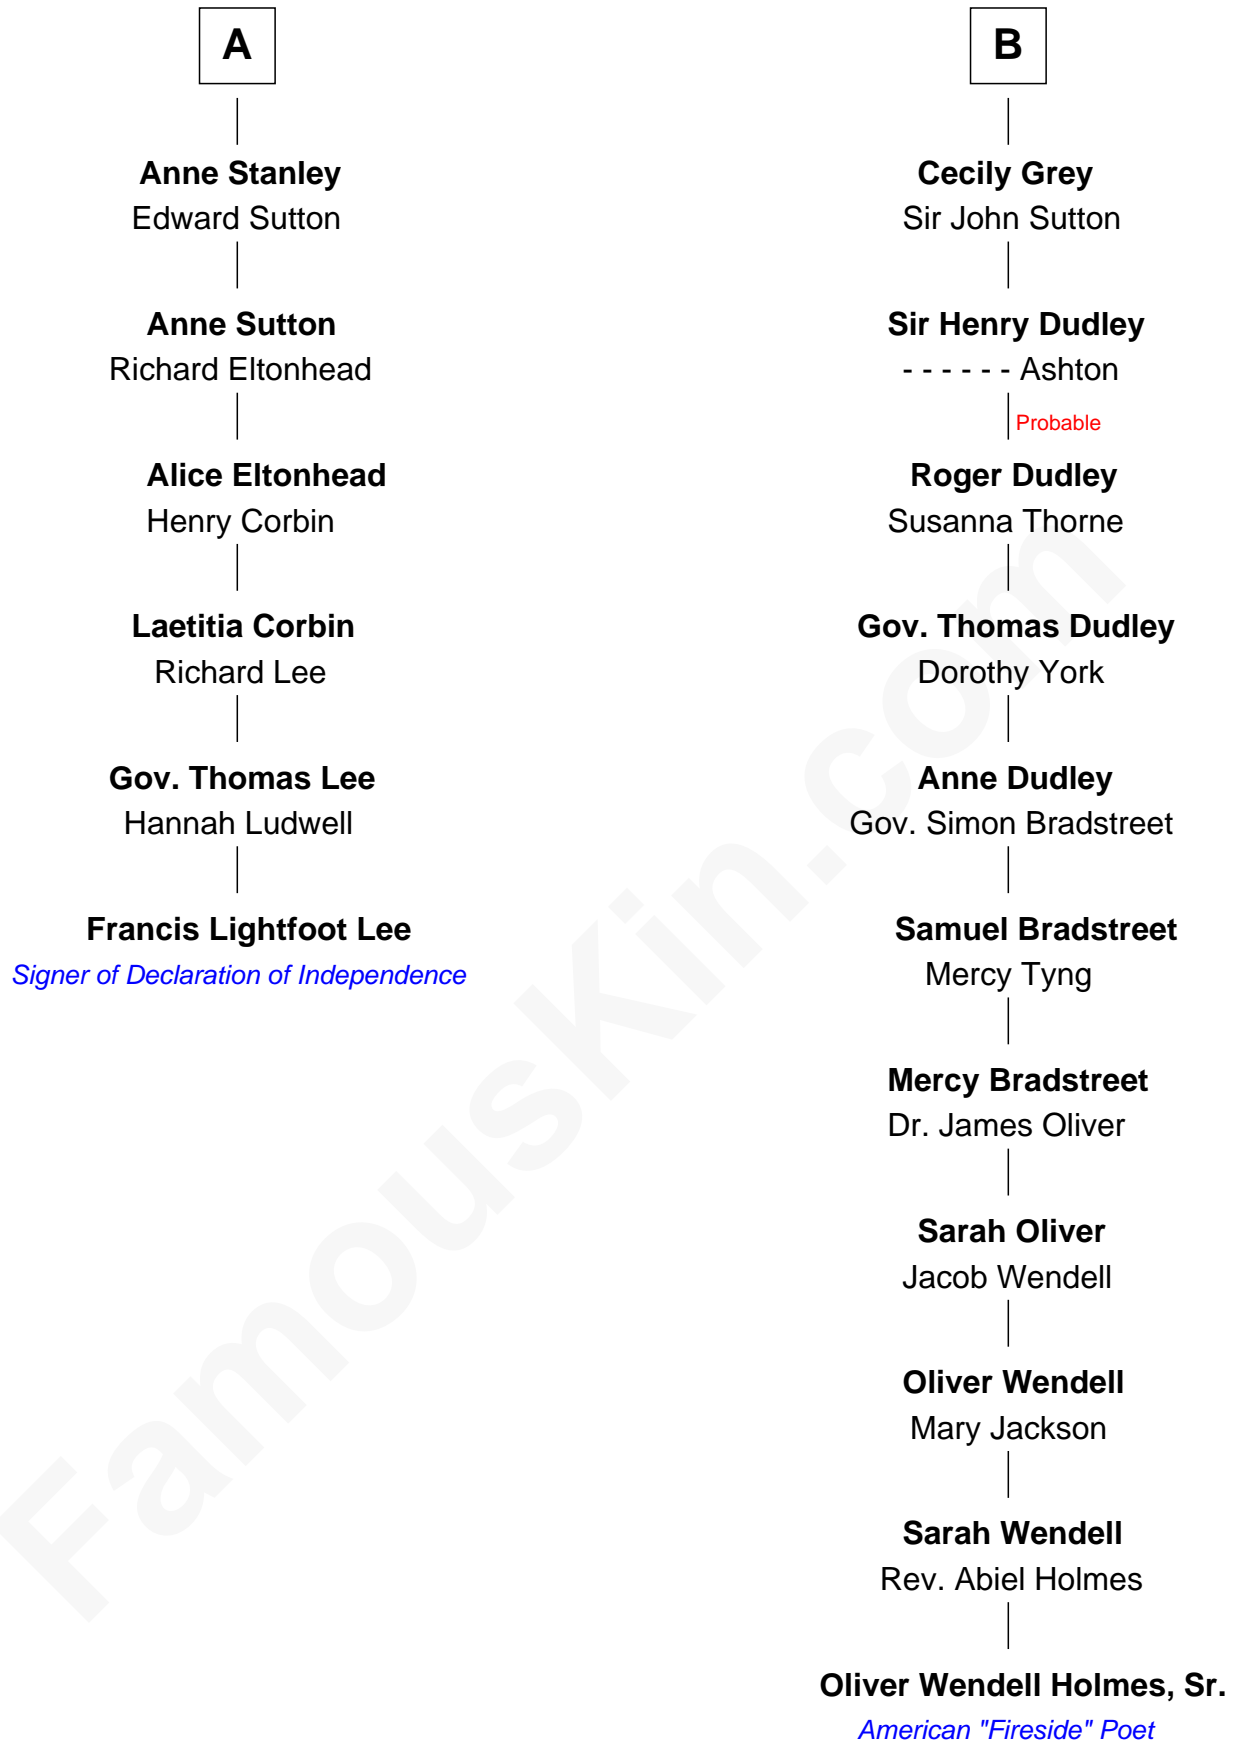 A
Anne Stanley
Edward Sutton
Anne Sutton
Richard Eltonhead
Alice Eltonhead
Henry Corbin
Laetitia Corbin
Richard Lee
Gov. Thomas Lee
Hannah Ludwell
Francis Lightfoot Lee
Signer of Declaration of Independence
B
Cecily Grey
Sir John Sutton
Sir Henry Dudley
- - - - - - Ashton
Probable
Roger Dudley
Susanna Thorne
Gov. Thomas Dudley
Dorothy York
Anne Dudley
Gov. Simon Bradstreet
Samuel Bradstreet
Mercy Tyng
Mercy Bradstreet
Dr. James Oliver
Sarah Oliver
Jacob Wendell
Oliver Wendell
Mary Jackson
Sarah Wendell
Rev. Abiel Holmes
Oliver Wendell Holmes, Sr.
American "Fireside" Poet
FamousKin.com